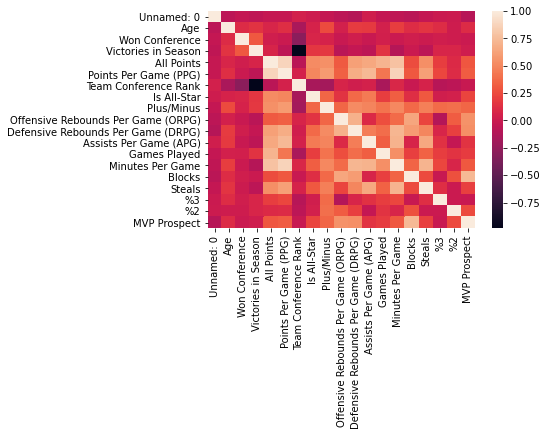 Unnamed: 0
Age
Won Conference
Victories in Season
All Points
Points Per Game (PPG)
Team Conference Rank
Is All-Star
Plus/Minus
Offensive Rebounds Per Game (ORPG)
Defensive Rebounds Per Game (DRPG)
Assists Per Game (APG)
Games Played
Minutes Per Game
Blocks
Steals
%3
%2
MVP Prospect
Unnamed: 0
Age
Won Conference
Victories in Season
All Points
Points Per Game (PPG)
Team Conference Rank
Is All-Star
Plus/Minus
Offensive Rebounds Per Game (ORPG)
Defensive Rebounds Per Game (DRPG)
Assists Per Game (APG)
Games Played
Minutes Per Game
Blocks
Steals
%3
%2
MVP Prospect
1.00
0.75
0.50
0.25
0.00
−0.25
−0.50
−0.75